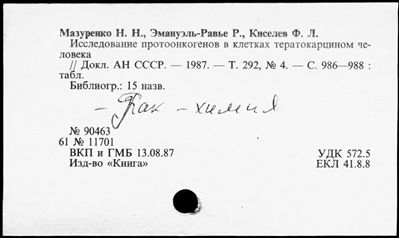 Мазуренко Н. Н., Эмануэль-Равье Р., Киселев Ф. Л.
Исследование протоонкогенов в клетках тератокарцином че-
ловека
// Докл. АН СССР. — 1987. — Т. 292, № 4. — С. 986—988 :
табл.
Библиогр.: 15 назв.
- Рак - химия
№ 90463
61 № 11701
ВКП и ГМБ 13.08.87 УДК 572.5
Изд-во «Книга» ЕКЛ 41.8.8